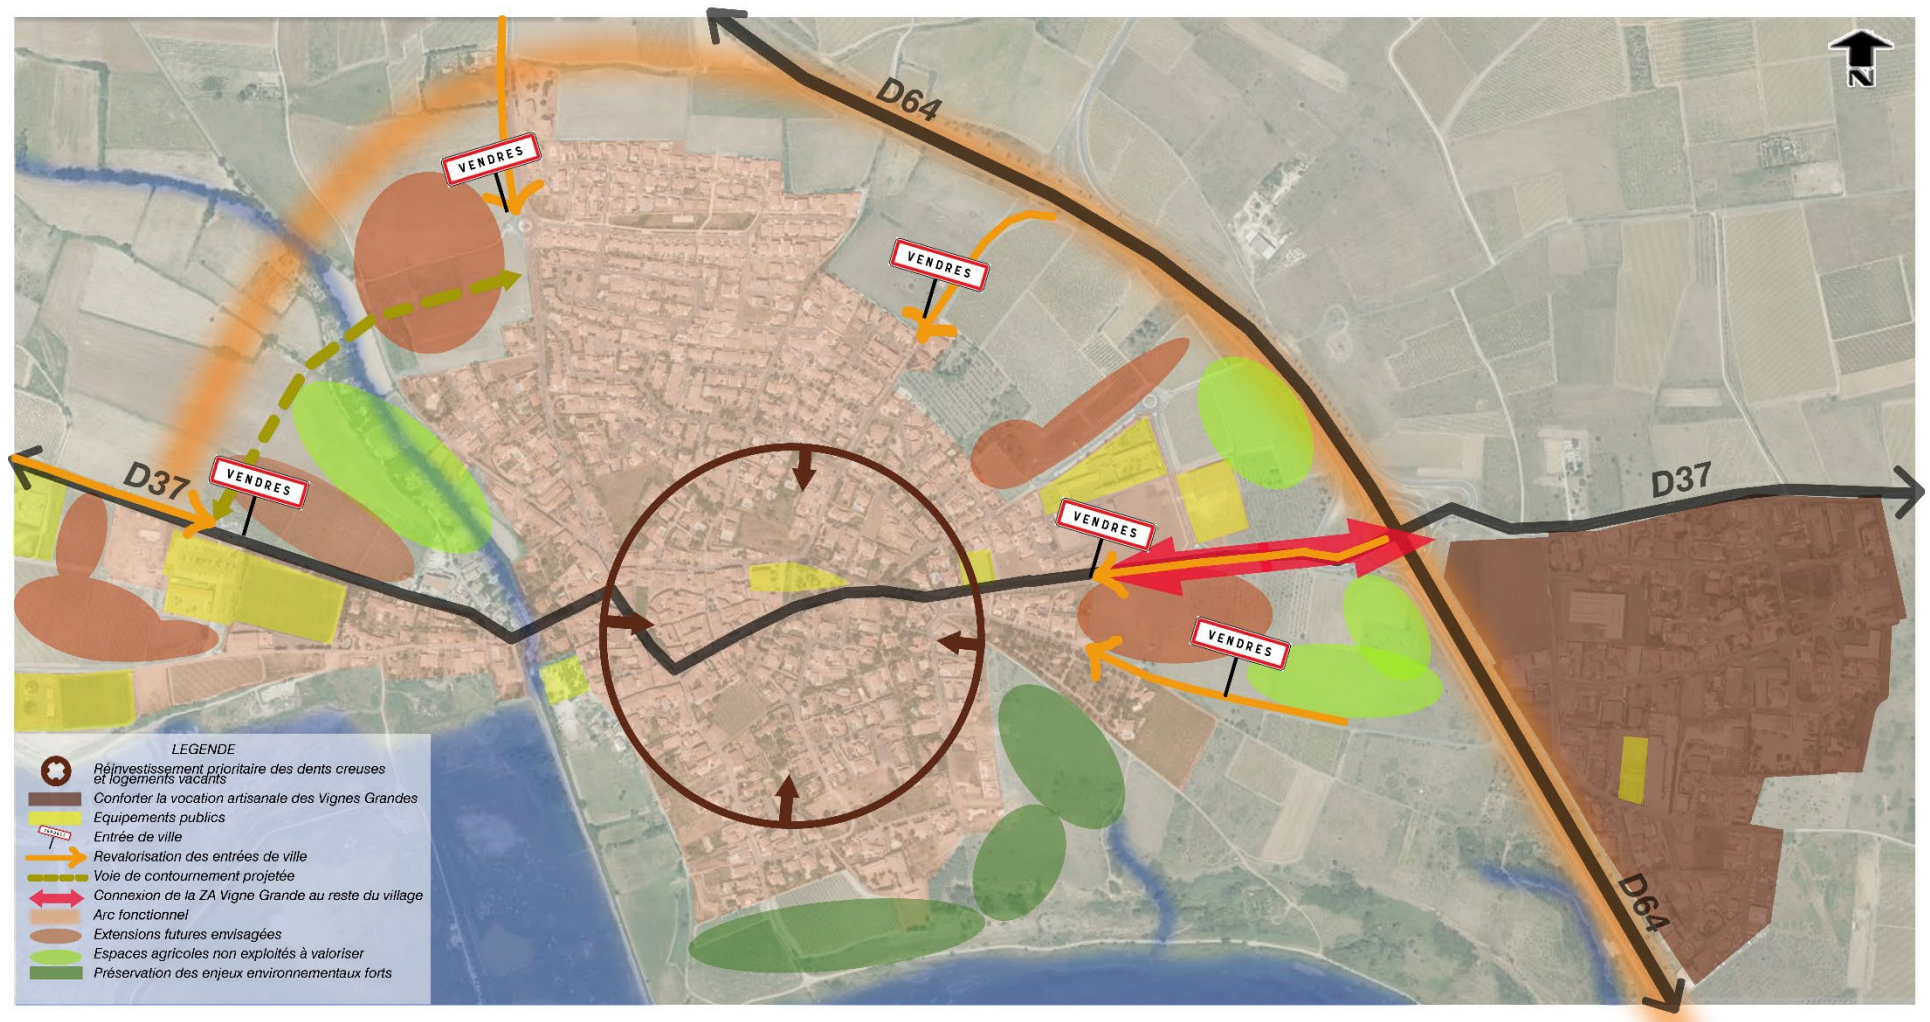 D64
N
VENDRES
VENDRES
D37
VENDRES
D37
VENDRES
VENDRES
D64
LEGENDE
Réinvestissement prioritaire des dents creuses
et logements vacants
Conforter la vocation artisanale des Vignes Grandes
Equipements publics
Entrée de ville
Revalorisation des entrées de ville
Voie de contournement projetée
Connexion de la ZA Vigne Grande au reste du village
Arc fonctionnel
Extensions futures envisagées
Espaces agricoles non exploités à valoriser
Préservation des enjeux environnementaux forts